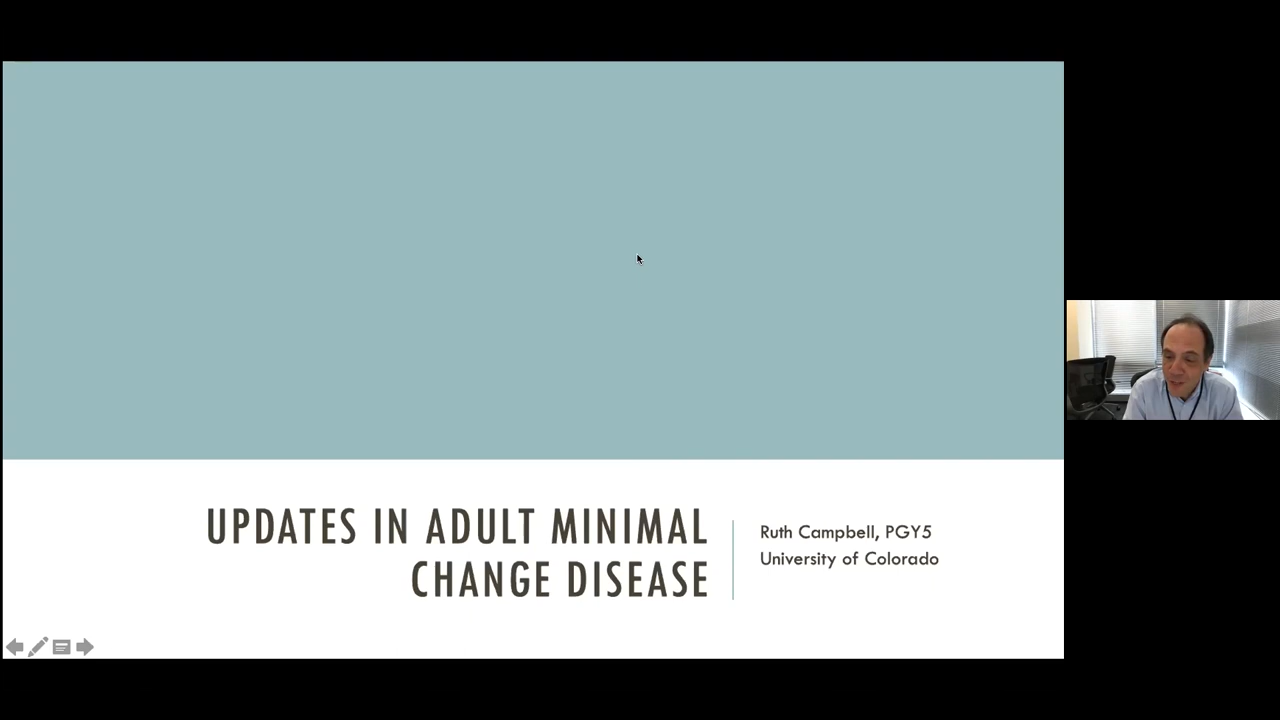 UPDATES IN ADULT MINIMAL
CHANGE DISEASE
Ruth Campbell, PGY5
University of Colorado